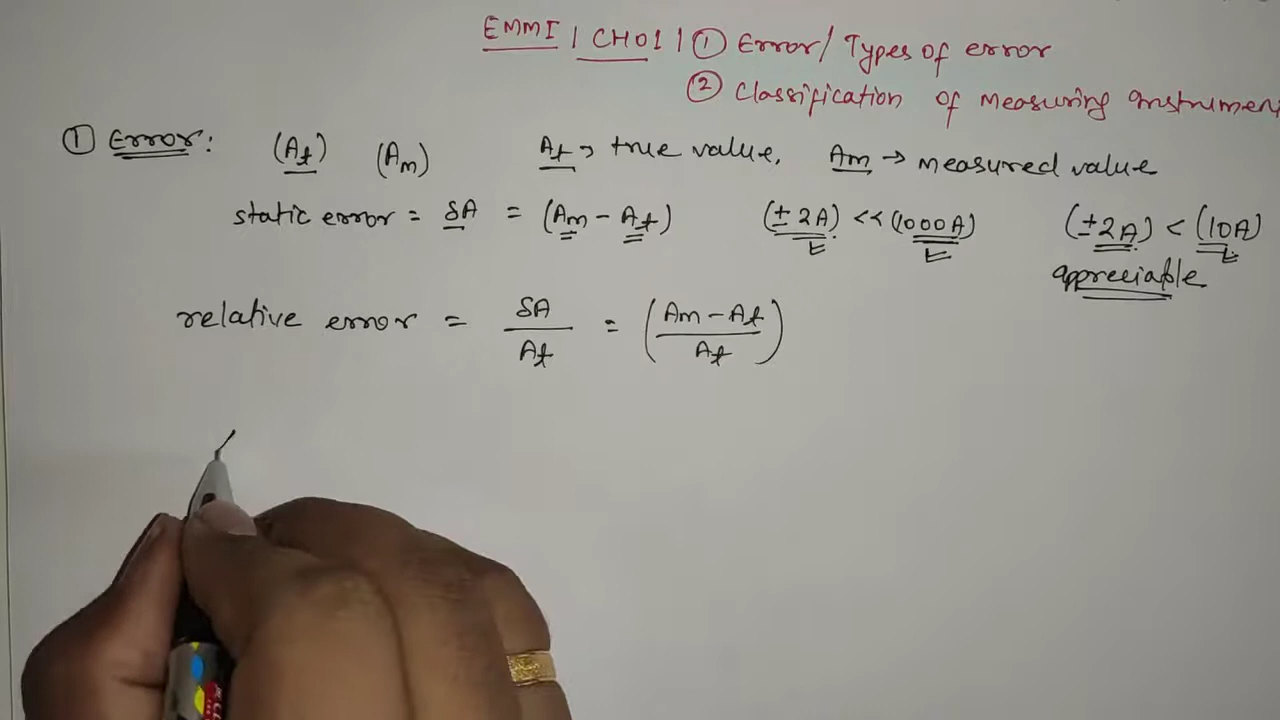 EMMI | CH01 | ① Error/ Types of error
② Classification of measuring instrumen
① Error: (At) (Am) At → true value, Am → measured value
static error = δA = (Am - At) (± 2A) << (1000A) (± 2A) < (10A)
appreciable
relative error = δA/At = (Am - At/At)